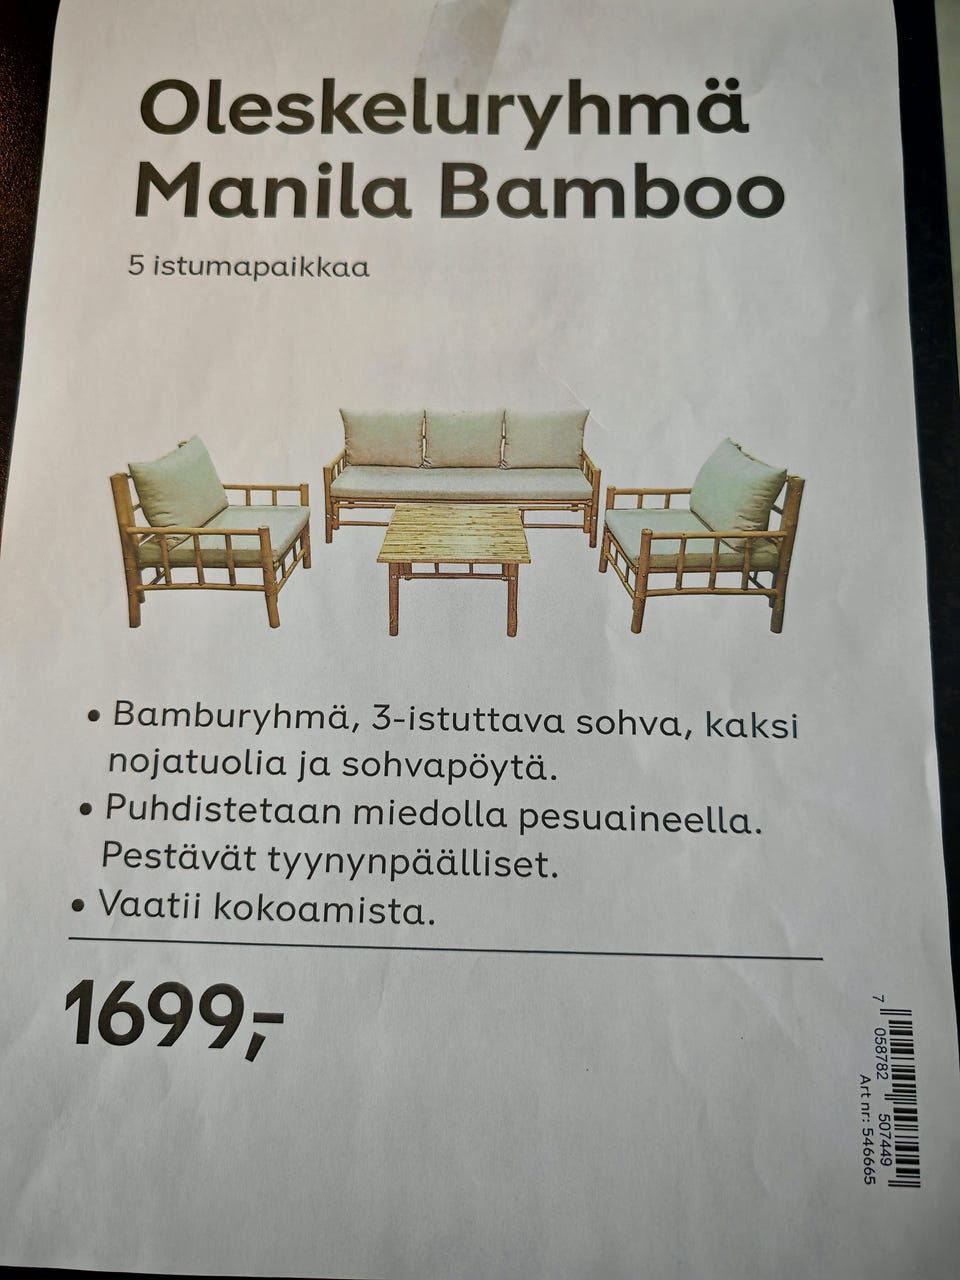 Oleskeluryhmä
Manila Bamboo
5 istumapaikkaa
• Bamburyhmä, 3-istuttava sohva, kaksi
nojatuolia ja sohvapöytä.
• Puhdistetaan miedolla pesuaineella.
Pestävät tyynynpäälliset.
• Vaatii kokoamista.
1699,-
7 058782 507449
Art nr: 546665